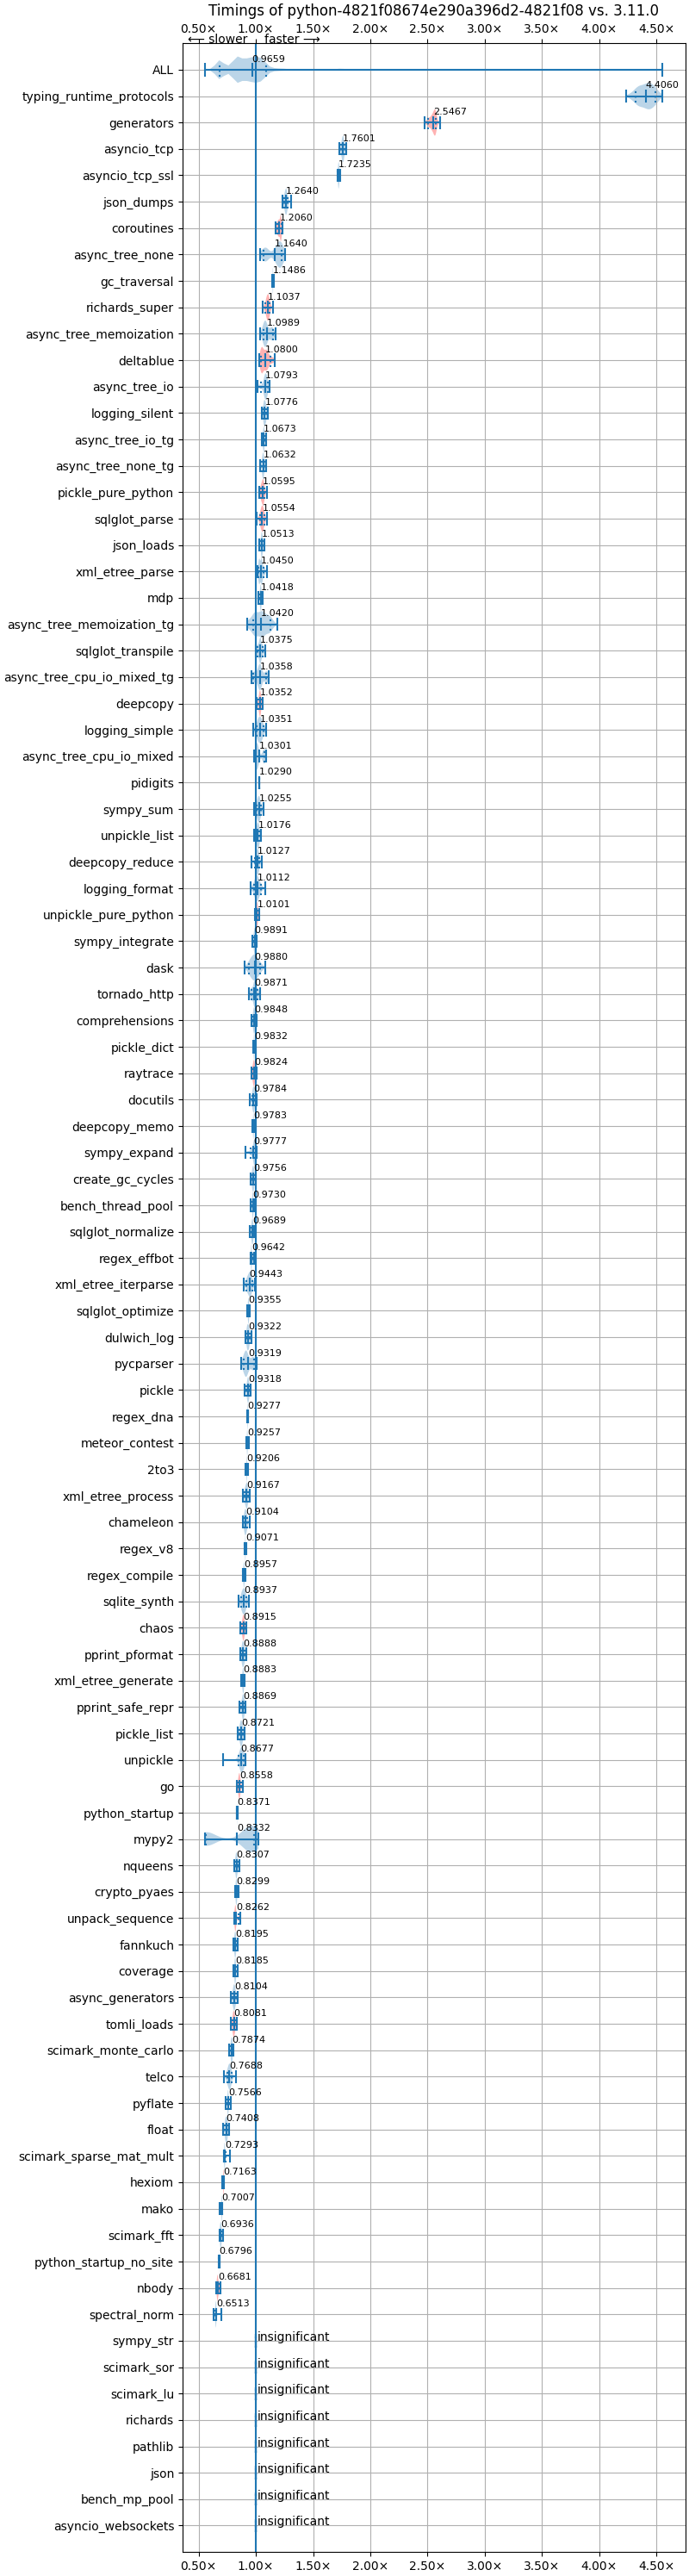 Timings of python-4821f08674e290a396d2-4821f08 vs. 3.11.0
0.50× 1.00× 1.50× 2.00× 2.50× 3.00× 3.50× 4.00× 4.50×
⟵ slower faster ⟶
ALL 0.9659
typing_runtime_protocols 4.4060
generators 2.5467
asyncio_tcp 1.7601
asyncio_tcp_ssl 1.7235
json_dumps 1.2640
coroutines 1.2060
async_tree_none 1.1640
gc_traversal 1.1486
richards_super 1.1037
async_tree_memoization 1.0989
deltablue 1.0800
async_tree_io 1.0793
logging_silent 1.0776
async_tree_io_tg 1.0673
async_tree_none_tg 1.0632
pickle_pure_python 1.0595
sqlglot_parse 1.0554
json_loads 1.0513
xml_etree_parse 1.0450
mdp 1.0418
async_tree_memoization_tg 1.0420
sqlglot_transpile 1.0375
async_tree_cpu_io_mixed_tg 1.0358
deepcopy 1.0352
logging_simple 1.0351
async_tree_cpu_io_mixed 1.0301
pidigits 1.0290
sympy_sum 1.0255
unpickle_list 1.0176
deepcopy_reduce 1.0127
logging_format 1.0112
unpickle_pure_python 1.0101
sympy_integrate 0.9891
dask 0.9880
tornado_http 0.9871
comprehensions 0.9848
pickle_dict 0.9832
raytrace 0.9824
docutils 0.9784
deepcopy_memo 0.9783
sympy_expand 0.9777
create_gc_cycles 0.9756
bench_thread_pool 0.9730
sqlglot_normalize 0.9689
regex_effbot 0.9642
xml_etree_iterparse 0.9443
sqlglot_optimize 0.9355
dulwich_log 0.9322
pycparser 0.9319
pickle 0.9318
regex_dna 0.9277
meteor_contest 0.9257
2to3 0.9206
xml_etree_process 0.9167
chameleon 0.9104
regex_v8 0.9071
regex_compile 0.8957
sqlite_synth 0.8937
chaos 0.8915
pprint_pformat 0.8888
xml_etree_generate 0.8883
pprint_safe_repr 0.8869
pickle_list 0.8721
unpickle 0.8677
go 0.8558
python_startup 0.8371
mypy2 0.8332
nqueens 0.8307
crypto_pyaes 0.8299
unpack_sequence 0.8262
fannkuch 0.8195
coverage 0.8185
async_generators 0.8104
tomli_loads 0.8081
scimark_monte_carlo 0.7874
telco 0.7688
pyflate 0.7566
float 0.7408
scimark_sparse_mat_mult 0.7293
hexiom 0.7163
mako 0.7007
scimark_fft 0.6936
python_startup_no_site 0.6796
nbody 0.6681
spectral_norm 0.6513
sympy_str insignificant
scimark_sor insignificant
scimark_lu insignificant
richards insignificant
pathlib insignificant
json insignificant
bench_mp_pool insignificant
asyncio_websockets insignificant
0.50× 1.00× 1.50× 2.00× 2.50× 3.00× 3.50× 4.00× 4.50×